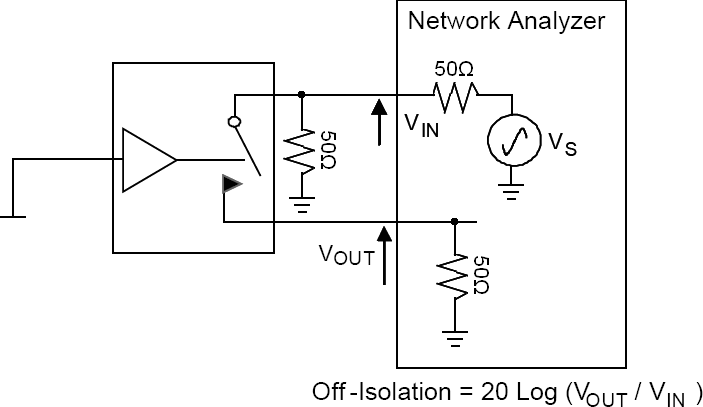 Network Analyzer
50Ω
VIN
VS
50Ω
VOUT
50Ω
Off-Isolation = 20 Log (VOUT / VIN )